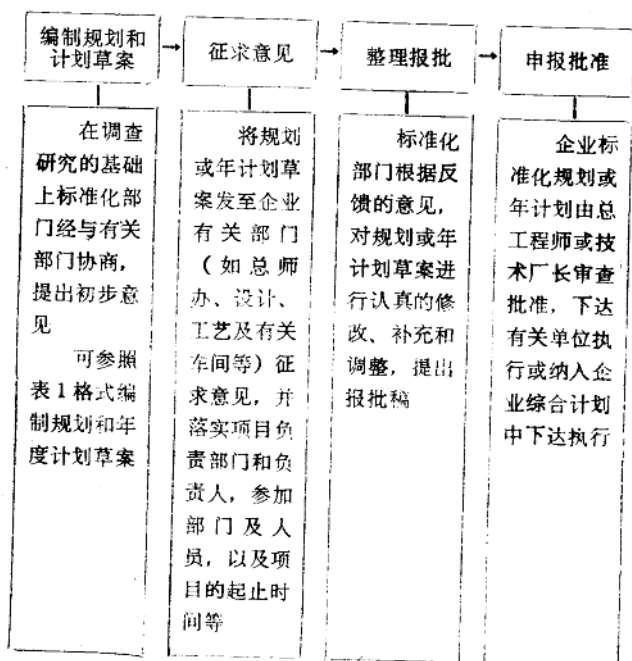 编制规划和
计划草案
征求意见
整理报批
申报批准
在调查
研究的基础
上标准化部
门经与有关
部门协商，
提出初步意
见
可参照
表1格式编
制规划和年
度计划草案
将规划
或年计划草
案发至企业
有关部门
（如总师
办、设计、
工艺及有关
车间等）征
求意见，并
落实项目负
责部门和负
责人，参加
部门及人
员，以及项
目的起止时
间等
标准化
部门根据反
馈的意见，
对规划或年
计划草案进
行认真的修
改、补充和
调整，提出
报批稿
企业标
准化规划或
年计划由总
工程师或技
术厂长审查
批准，下达
有关单位执
行或纳入企
业综合计划
中下达执行